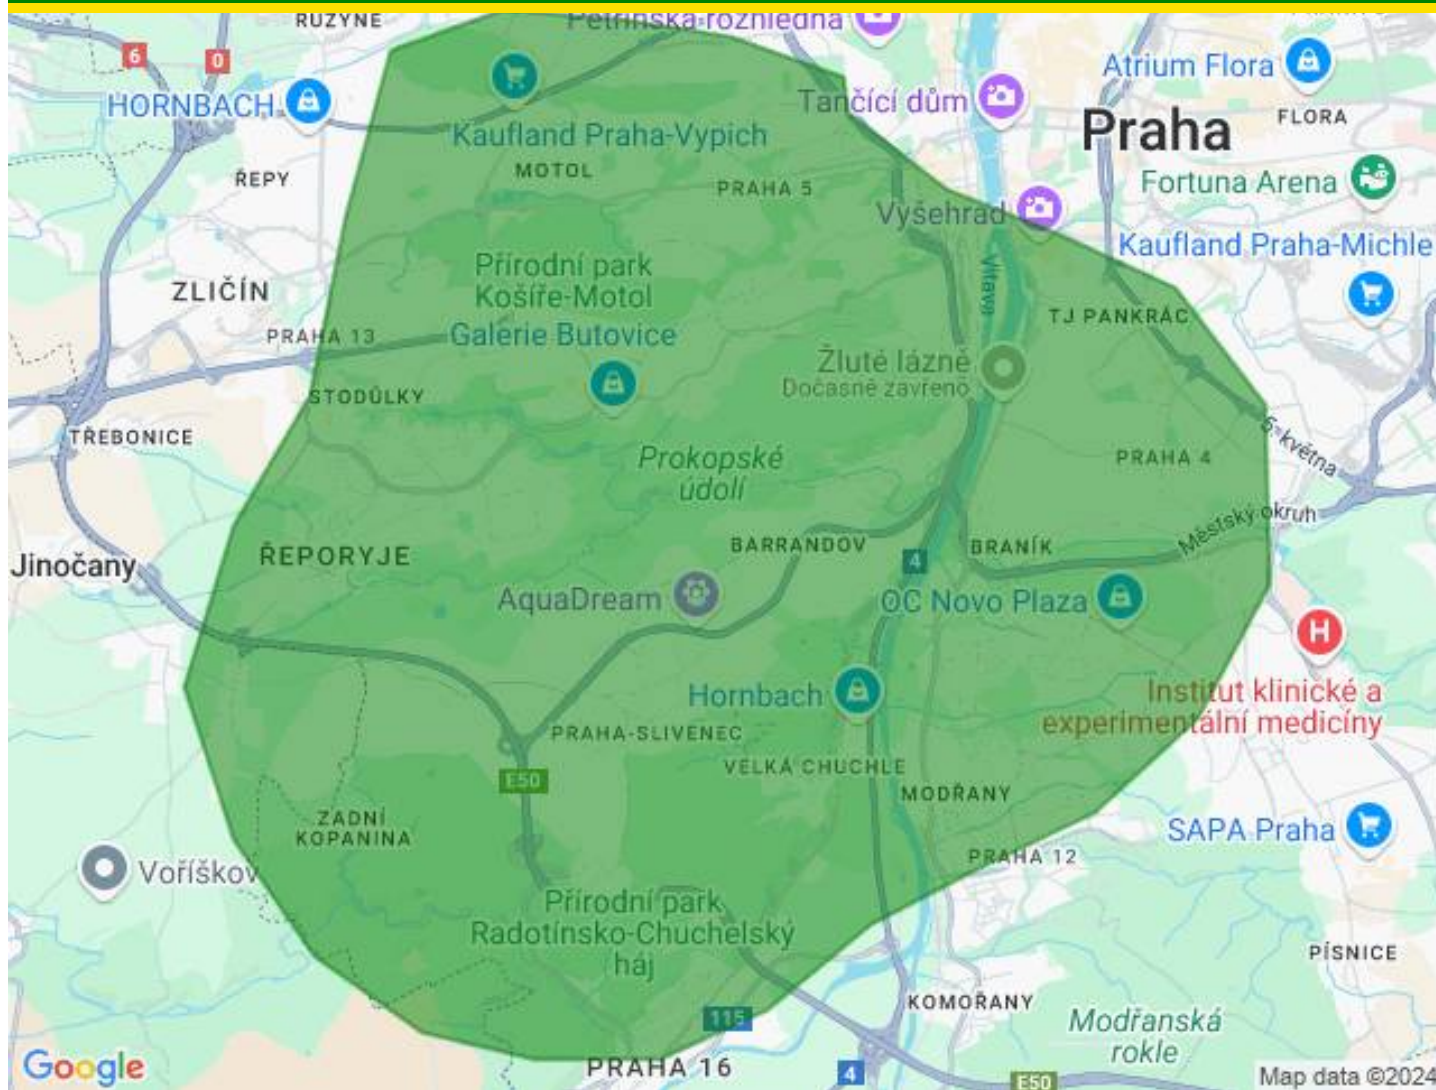 RUZYNĚ
Petřínská rozhledna
6
0
Atrium Flora
HORNBACH
Tančící dům
FLORA
Praha
Kaufland Praha-Vypich
MOTOL
ŘEPY
PRAHA 5
Fortuna Arena
Vyšehrad
Kaufland Praha-Michle
Přírodní park
Košíře-Motol
ZLIČÍN
Vltava
TJ PANKRÁC
PRAHA 13
Galerie Butovice
Žluté lázně
Dočasně zavřeno
STODŮLKY
TŘEBONICE
5. května
Prokopské
údolí
PRAHA 4
Městský okruh
BARRANDOV
BRANÍK
ŘEPORYJE
Jinočany
4
AquaDream
OC Novo Plaza
H
Hornbach
Institut klinické a
experimentální medicíny
PRAHA-SLIVENEC
VELKÁ CHUCHLE
E50
MODŘANY
ZADNÍ
KOPANINA
SAPA Praha
PRAHA 12
Voříškov
Přírodní park
Radotínsko-Chuchelský
háj
PÍSNICE
KOMOŘANY
115
Modřanská
rokle
Google
PRAHA 16
4
E50
Map data ©2024